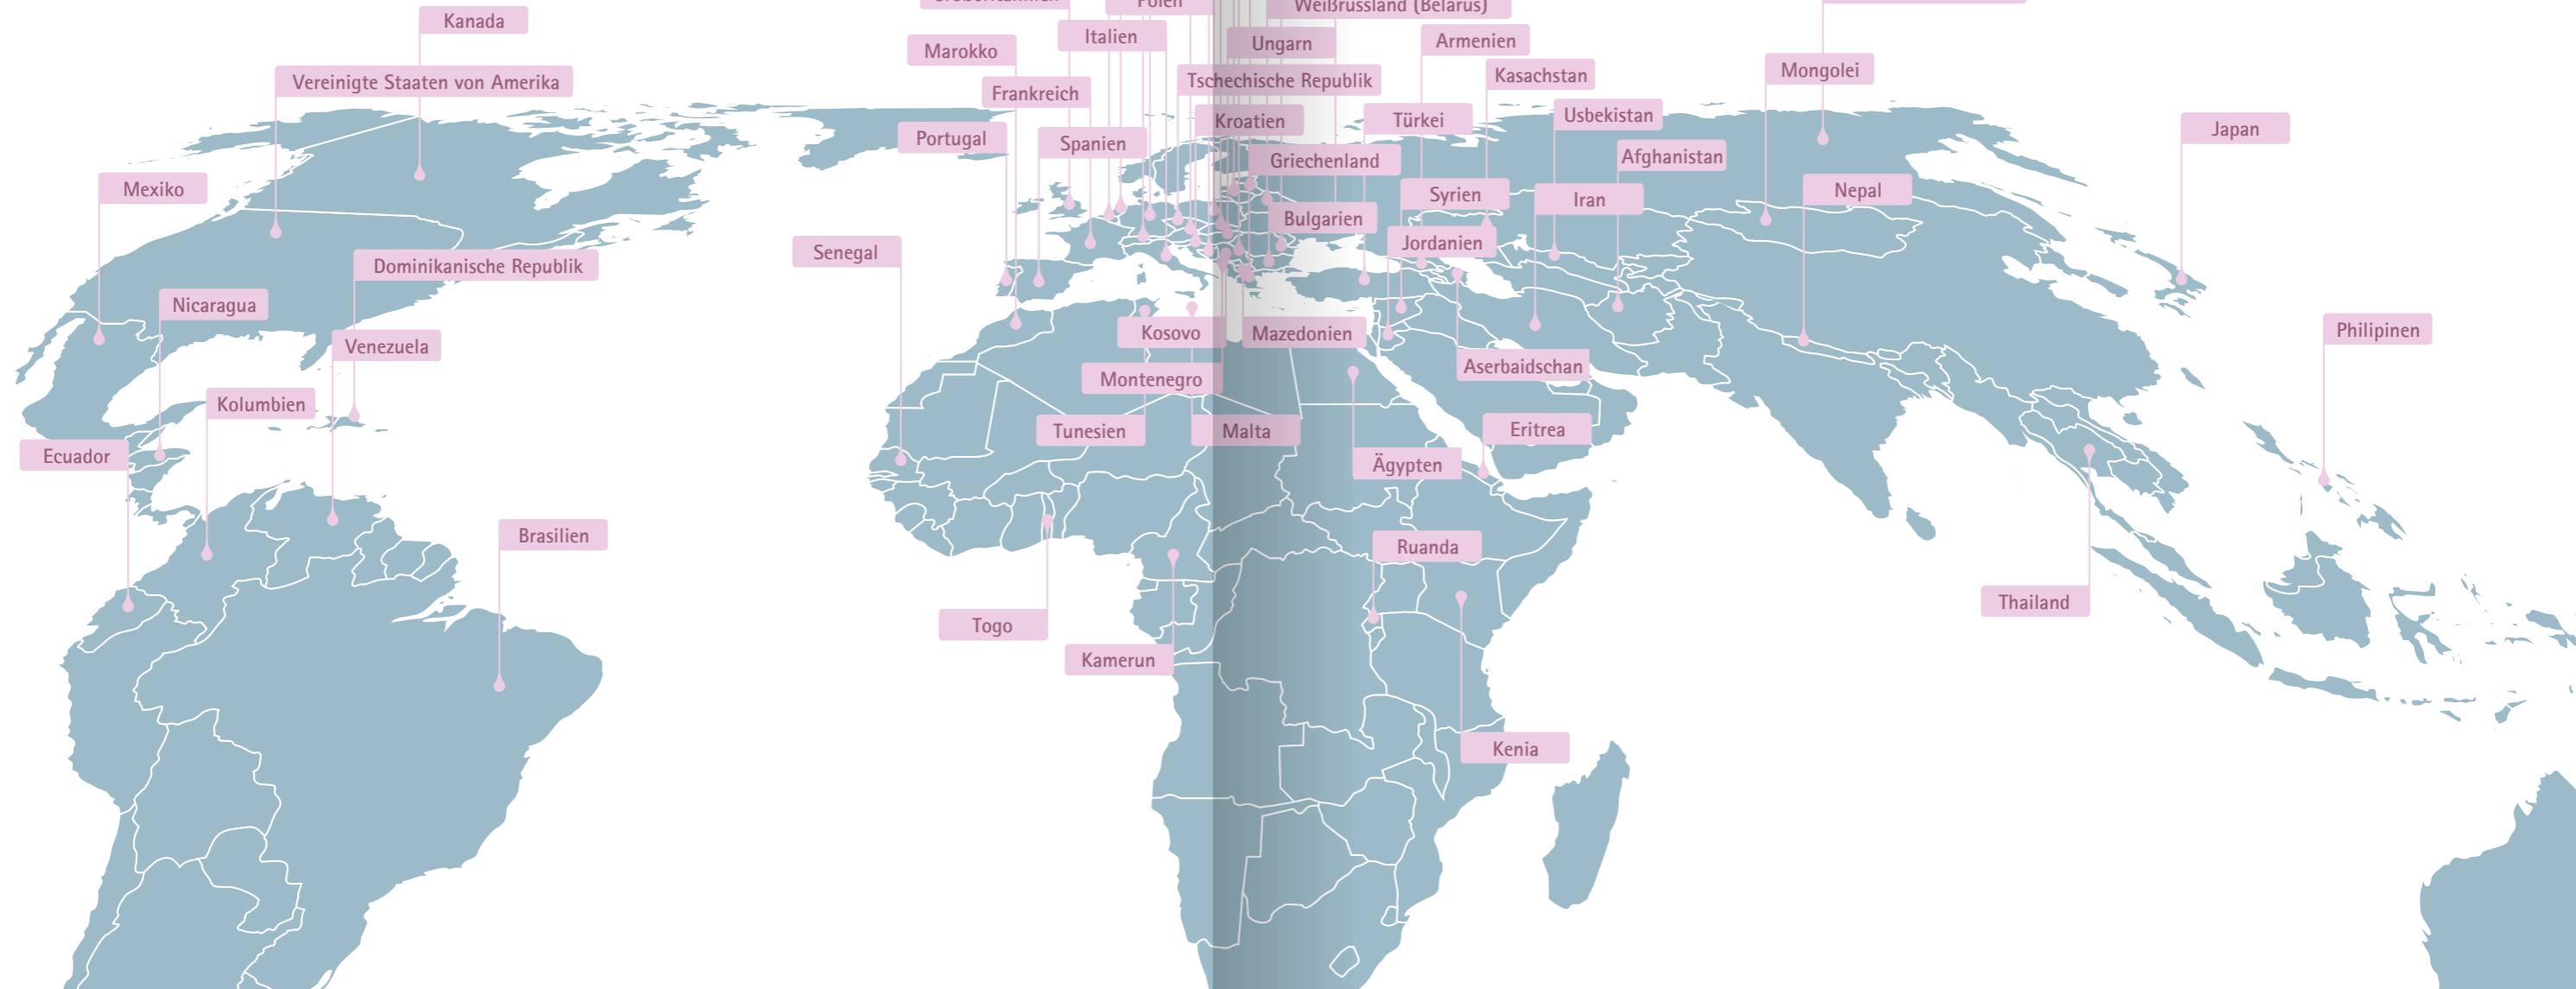 Großbritannien
Polen
Weißrussland (Belarus)
Kanada
Italien
Ungarn
Armenien
Marokko
Vereinigte Staaten von Amerika
Frankreich
Tschechische Republik
Kasachstan
Mongolei
Portugal
Spanien
Kroatien
Türkei
Usbekistan
Japan
Mexiko
Griechenland
Afghanistan
Syrien
Iran
Nepal
Bulgarien
Senegal
Jordanien
Dominikanische Republik
Nicaragua
Venezuela
Kosovo
Mazedonien
Philipinen
Aserbaidschan
Montenegro
Kolumbien
Tunesien
Malta
Eritrea
Ecuador
Ägypten
Brasilien
Ruanda
Togo
Thailand
Kamerun
Kenia